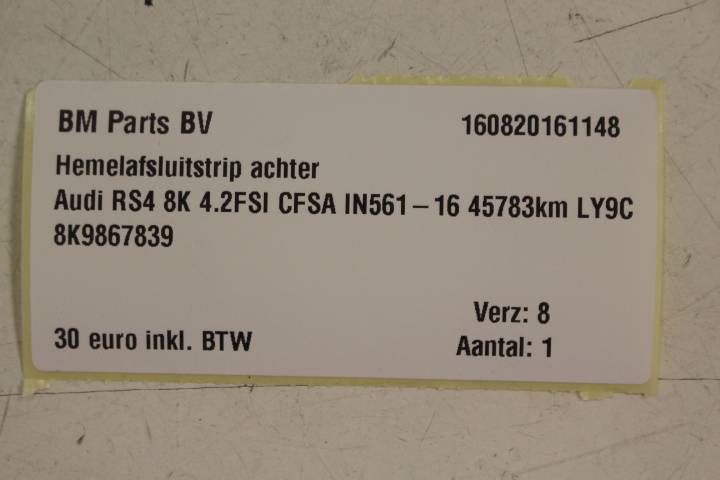 BM Parts BV 160820161148
Hemelafsluitstrip achter
Audi RS4 8K 4.2FSI CFSA IN561-16 45783km LY9C
8K9867839
Verz: 8
30 euro inkl. BTW Aantal: 1